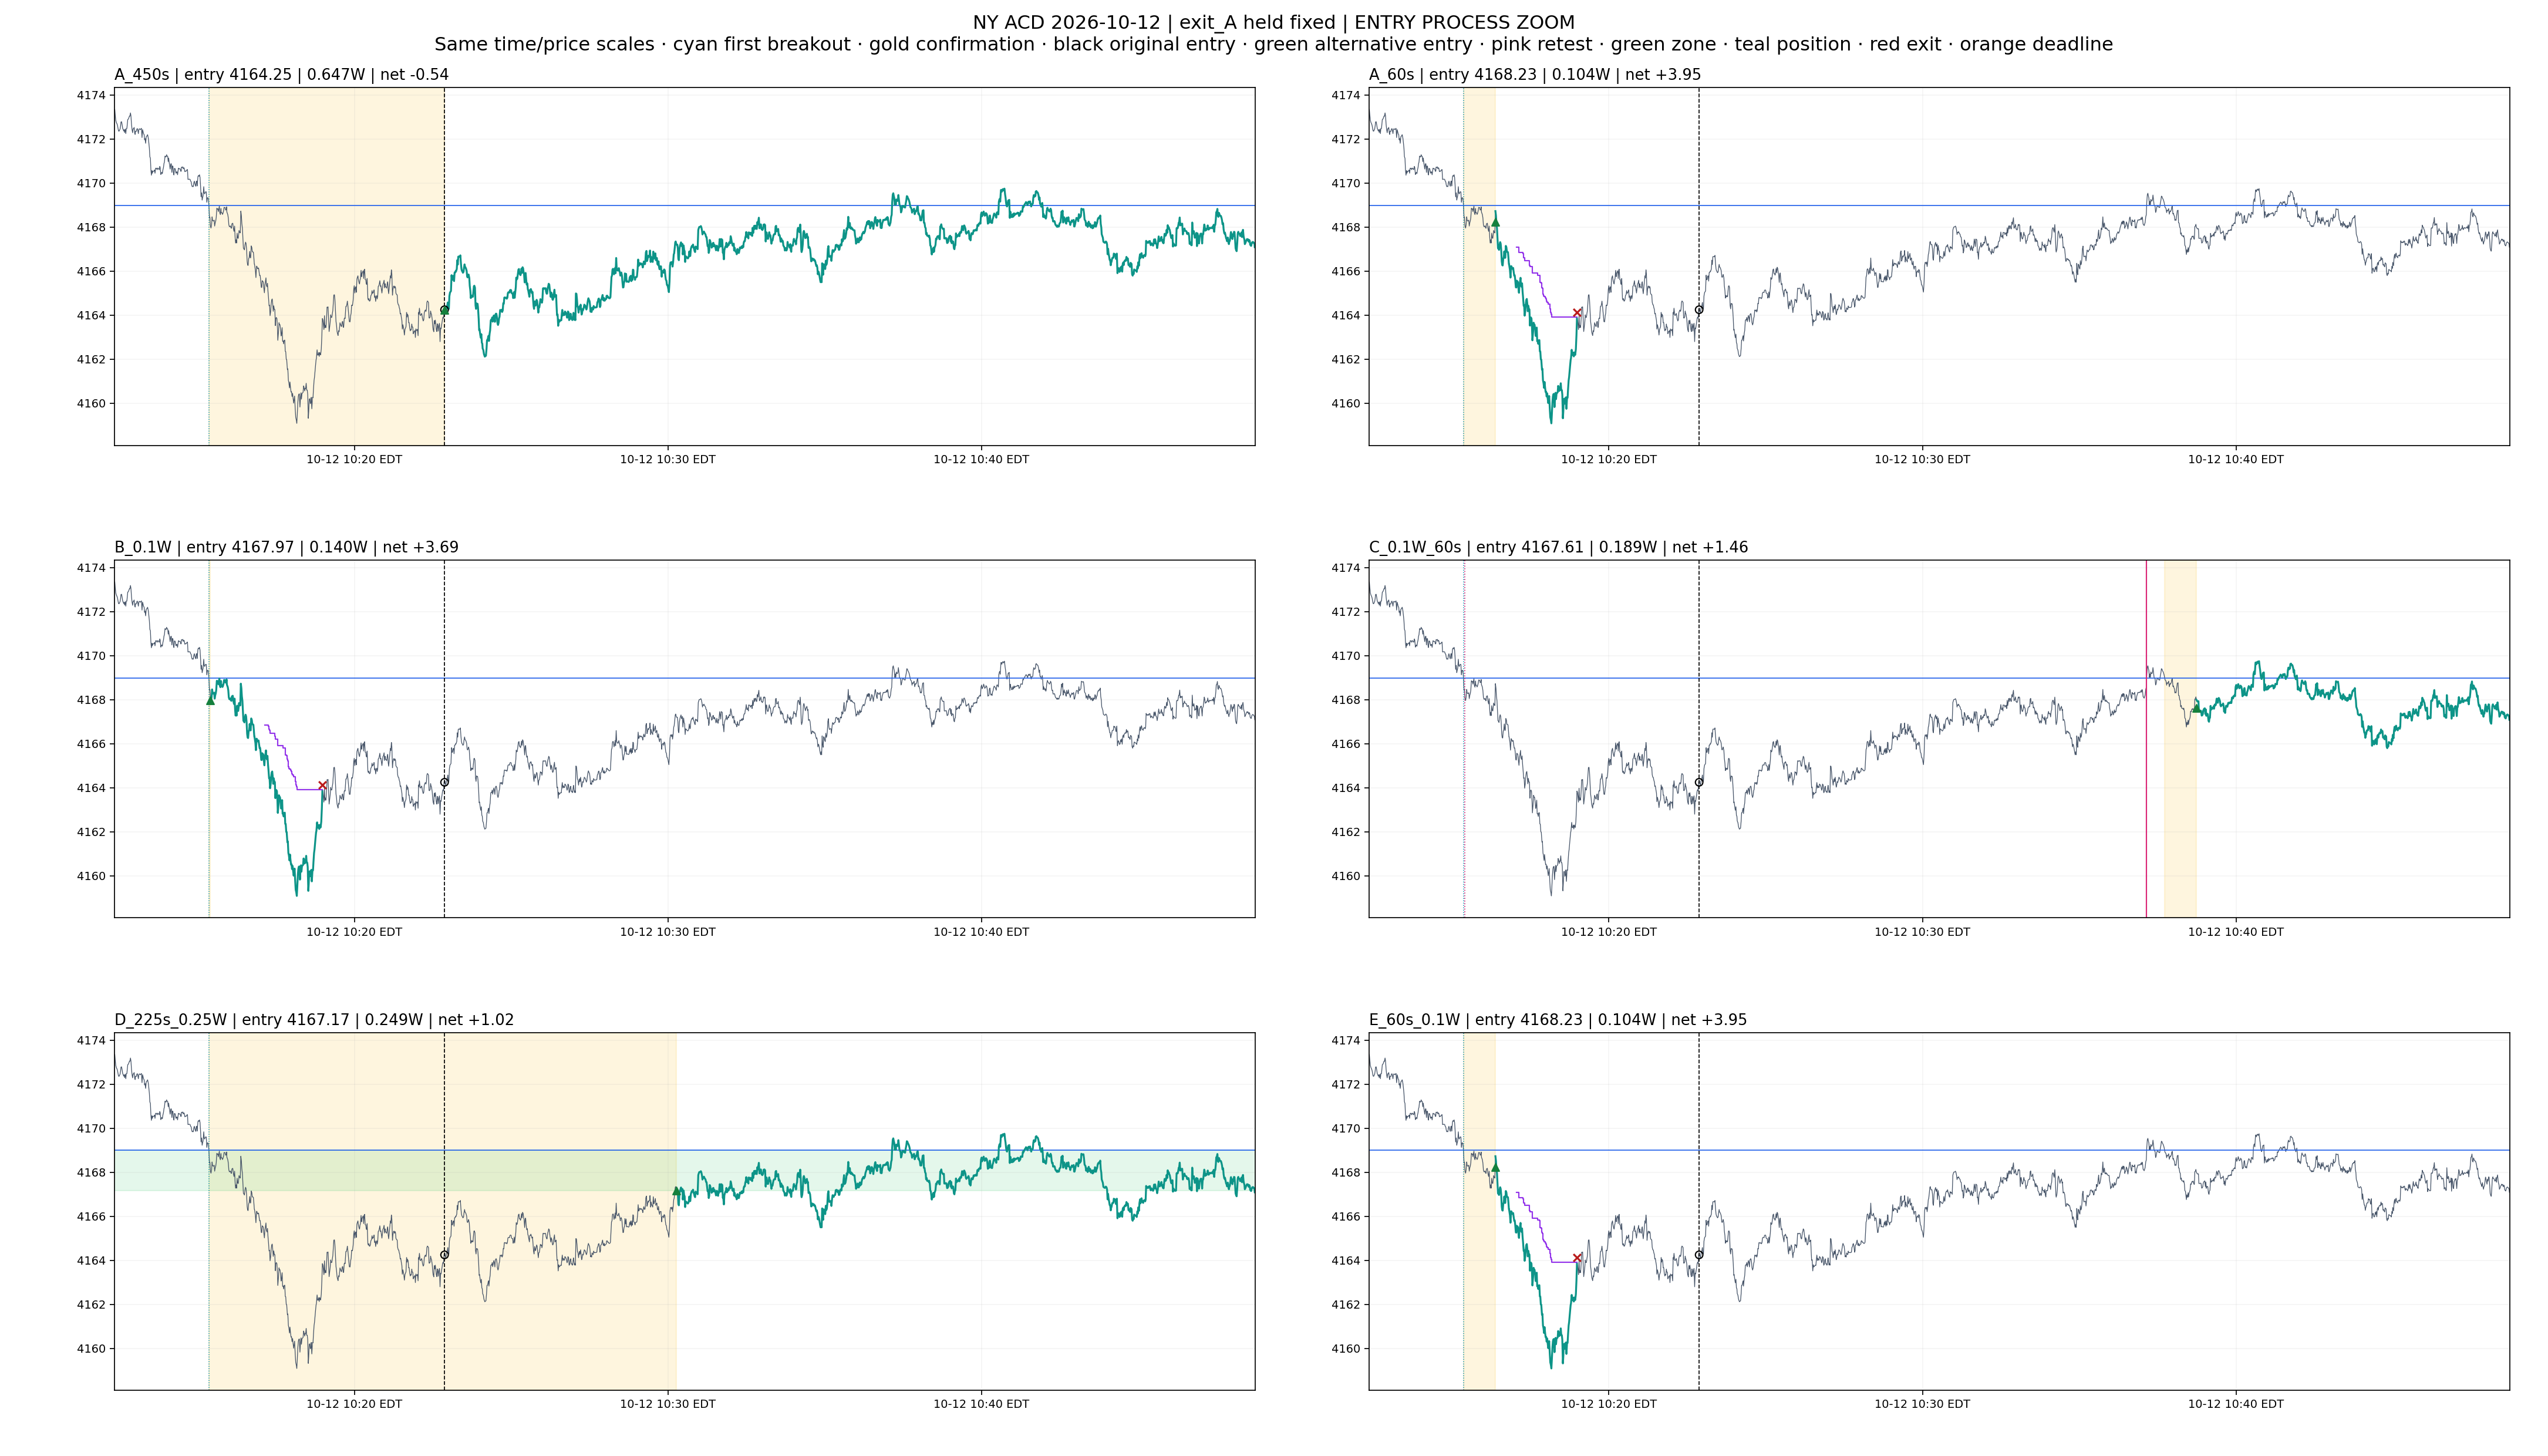 NY ACD 2026-10-12 | exit_A held fixed | ENTRY PROCESS ZOOM
Same time/price scales · cyan first breakout · gold confirmation · black original entry · green alternative entry · pink retest · green zone · teal position · red exit · orange deadline
A_450s | entry 4164.25 | 0.647W | net -0.54
4174
4172
4170
4168
4166
4164
4162
4160
10-12 10:20 EDT
10-12 10:30 EDT
10-12 10:40 EDT
A_60s | entry 4168.23 | 0.104W | net +3.95
4174
4172
4170
4168
4166
4164
4162
4160
10-12 10:20 EDT
10-12 10:30 EDT
10-12 10:40 EDT
B_0.1W | entry 4167.97 | 0.140W | net +3.69
4174
4172
4170
4168
4166
4164
4162
4160
10-12 10:20 EDT
10-12 10:30 EDT
10-12 10:40 EDT
C_0.1W_60s | entry 4167.61 | 0.189W | net +1.46
4174
4172
4170
4168
4166
4164
4162
4160
10-12 10:20 EDT
10-12 10:30 EDT
10-12 10:40 EDT
D_225s_0.25W | entry 4167.17 | 0.249W | net +1.02
4174
4172
4170
4168
4166
4164
4162
4160
10-12 10:20 EDT
10-12 10:30 EDT
10-12 10:40 EDT
E_60s_0.1W | entry 4168.23 | 0.104W | net +3.95
4174
4172
4170
4168
4166
4164
4162
4160
10-12 10:20 EDT
10-12 10:30 EDT
10-12 10:40 EDT